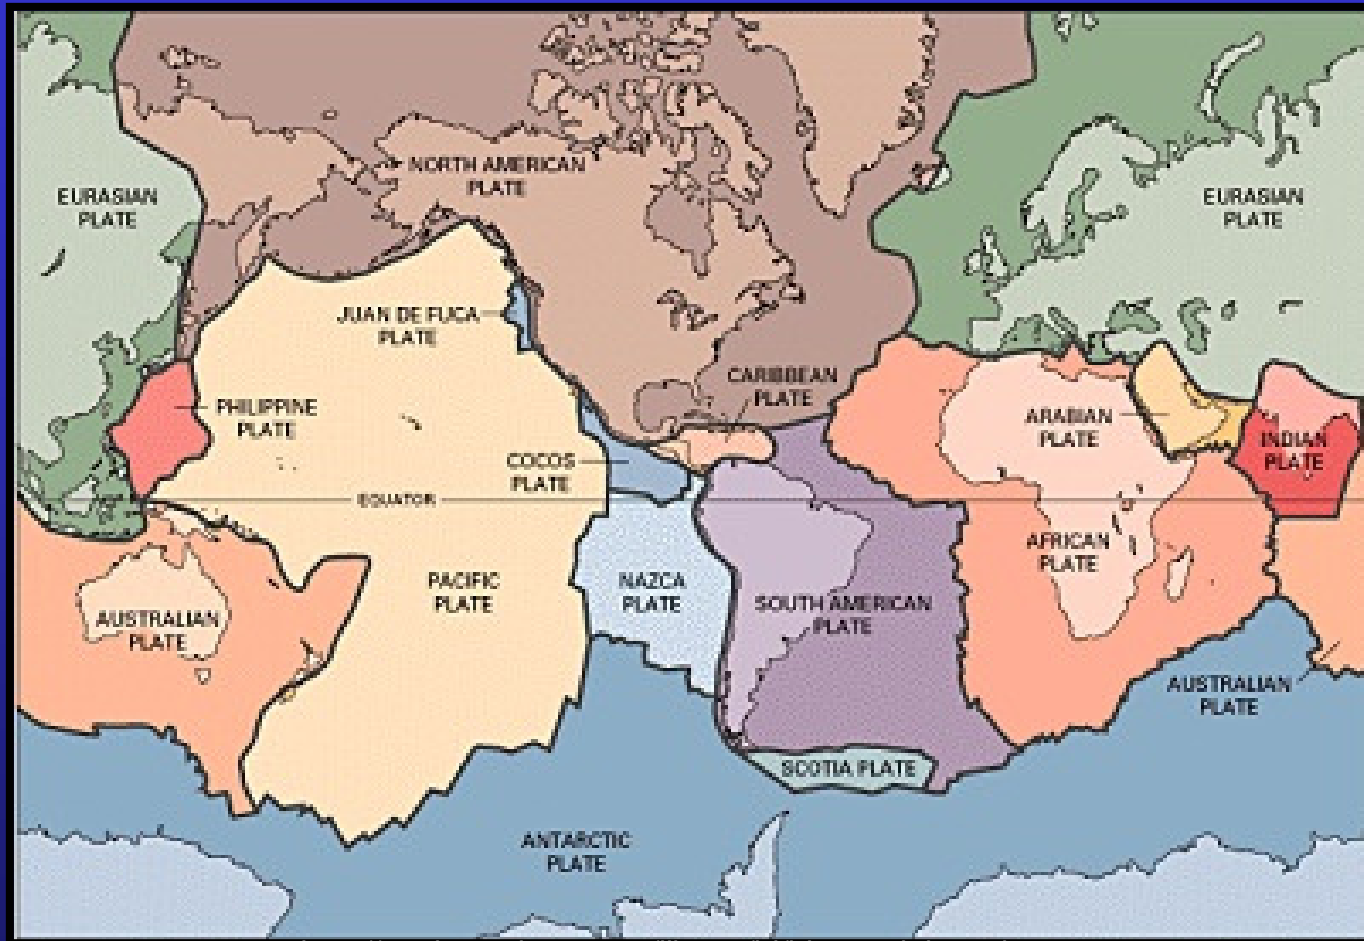 NORTH AMERICAN
PLATE
EURASIAN
PLATE
EURASIAN
PLATE
JUAN DE FUCA
PLATE
CARIBBEAN
PLATE
PHILIPPINE
PLATE
ARABIAN
PLATE
INDIAN
PLATE
COCOS
PLATE
EQUATOR
AFRICAN
PLATE
PACIFIC
PLATE
NAZCA
PLATE
SOUTH AMERICAN
PLATE
AUSTRALIAN
PLATE
AUSTRALIAN
PLATE
SCOTIA PLATE
ANTARCTIC
PLATE